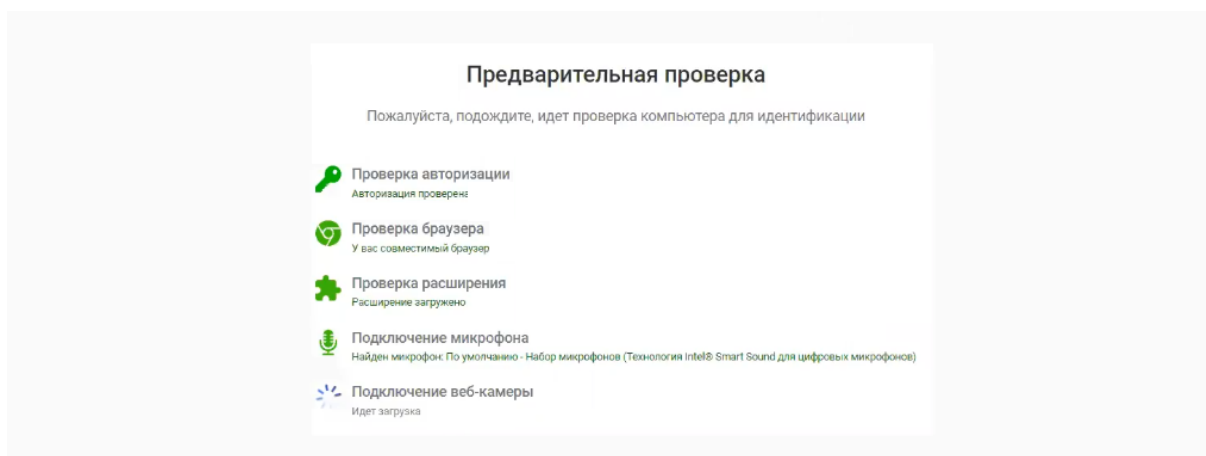 Предварительная проверка
Пожалуйста, подождите, идет проверка компьютера для идентификации
Проверка авторизации
Авторизация проверена
Проверка браузера
У вас совместимый браузер
Проверка расширения
Расширение загружено
Подключение микрофона
Найден микрофон: По умолчанию - Набор микрофонов (Технология Intel® Smart Sound для цифровых микрофонов)
Подключение веб-камеры
Идет загрузка